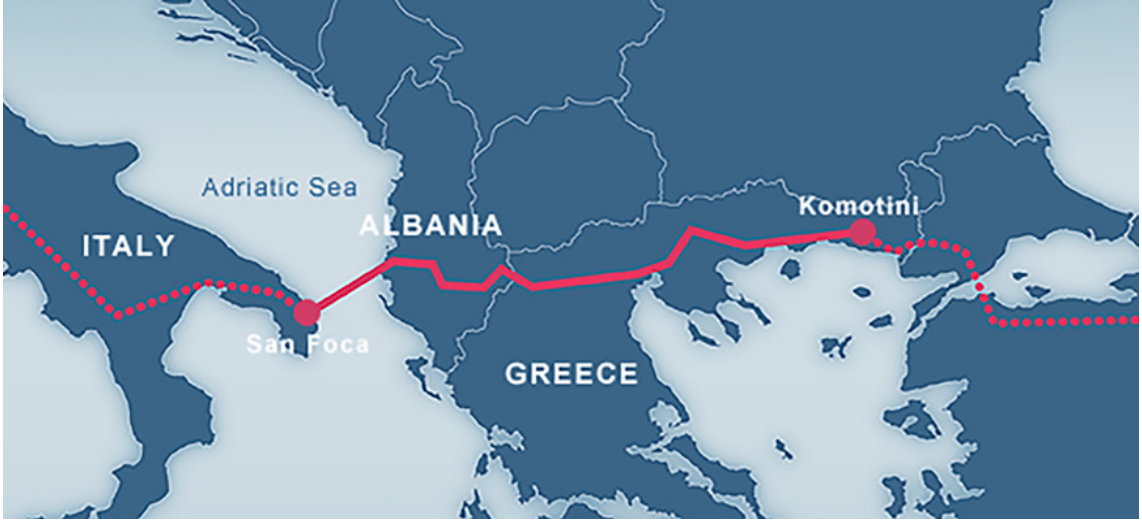 Adriatic Sea
Komotini
ALBANIA
ITALY
San Foca
GREECE